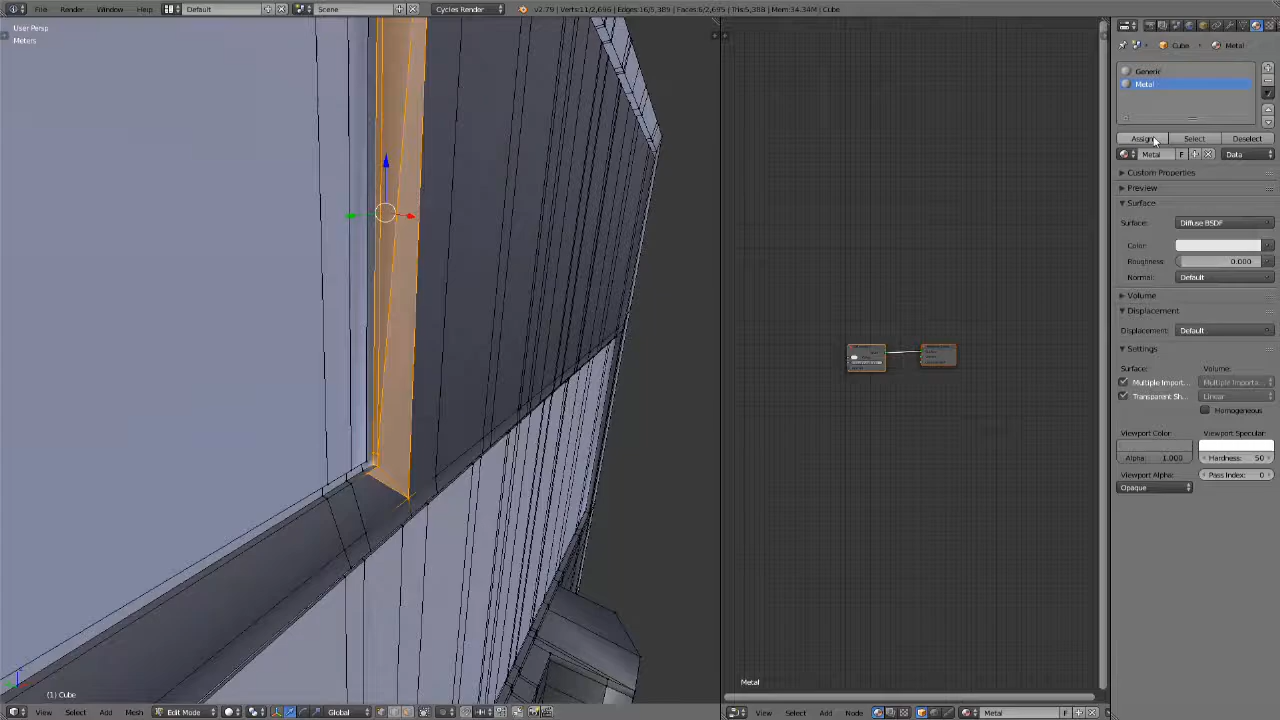 File Render Window Help Default Scene Cycles Render v2.79 | Verts:11/2,696 | Edges:16/5,389 | Faces:6/2,695 | Tris:5,388 | Mem:34.34M | Cube
User Persp
Meters
Cube Metal
Generic
Metal
Assign Select Deselect
Metal F Data
Custom Properties
Preview
Surface
Surface: Diffuse BSDF
Color:
Roughness: 0.000
Normal: Default
Volume
Displacement
Displacement: Default
Settings
Surface: Volume:
Multiple Import... Multiple Importa...
Transparent Sh... Linear
Homogeneous
Viewport Color: Viewport Specular:
Alpha: 1.000 Hardness: 50
Viewport Alpha: Pass Index: 0
Opaque
(1) Cube
Metal
View Select Add Mesh Edit Mode Global View Select Add Node Metal F